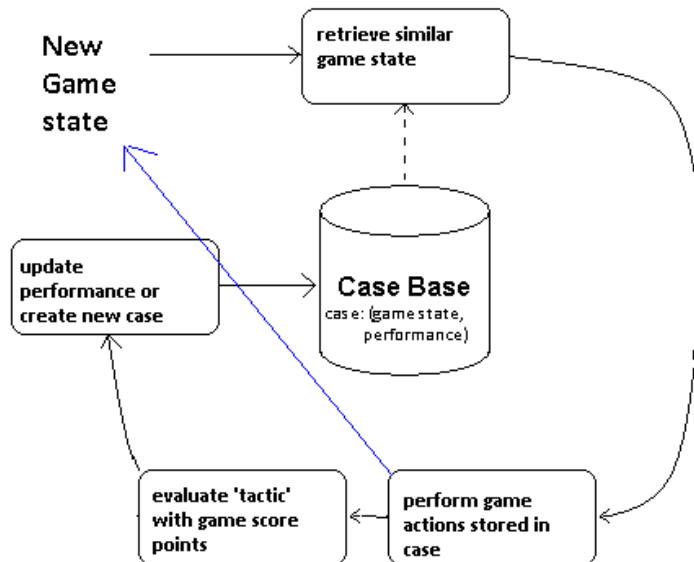 New
Game
state
retrieve similar
game state
Case Base
case: (game state,
performance)
update
performance or
create new case
evaluate 'tactic'
with game score
points
perform game
actions stored in
case